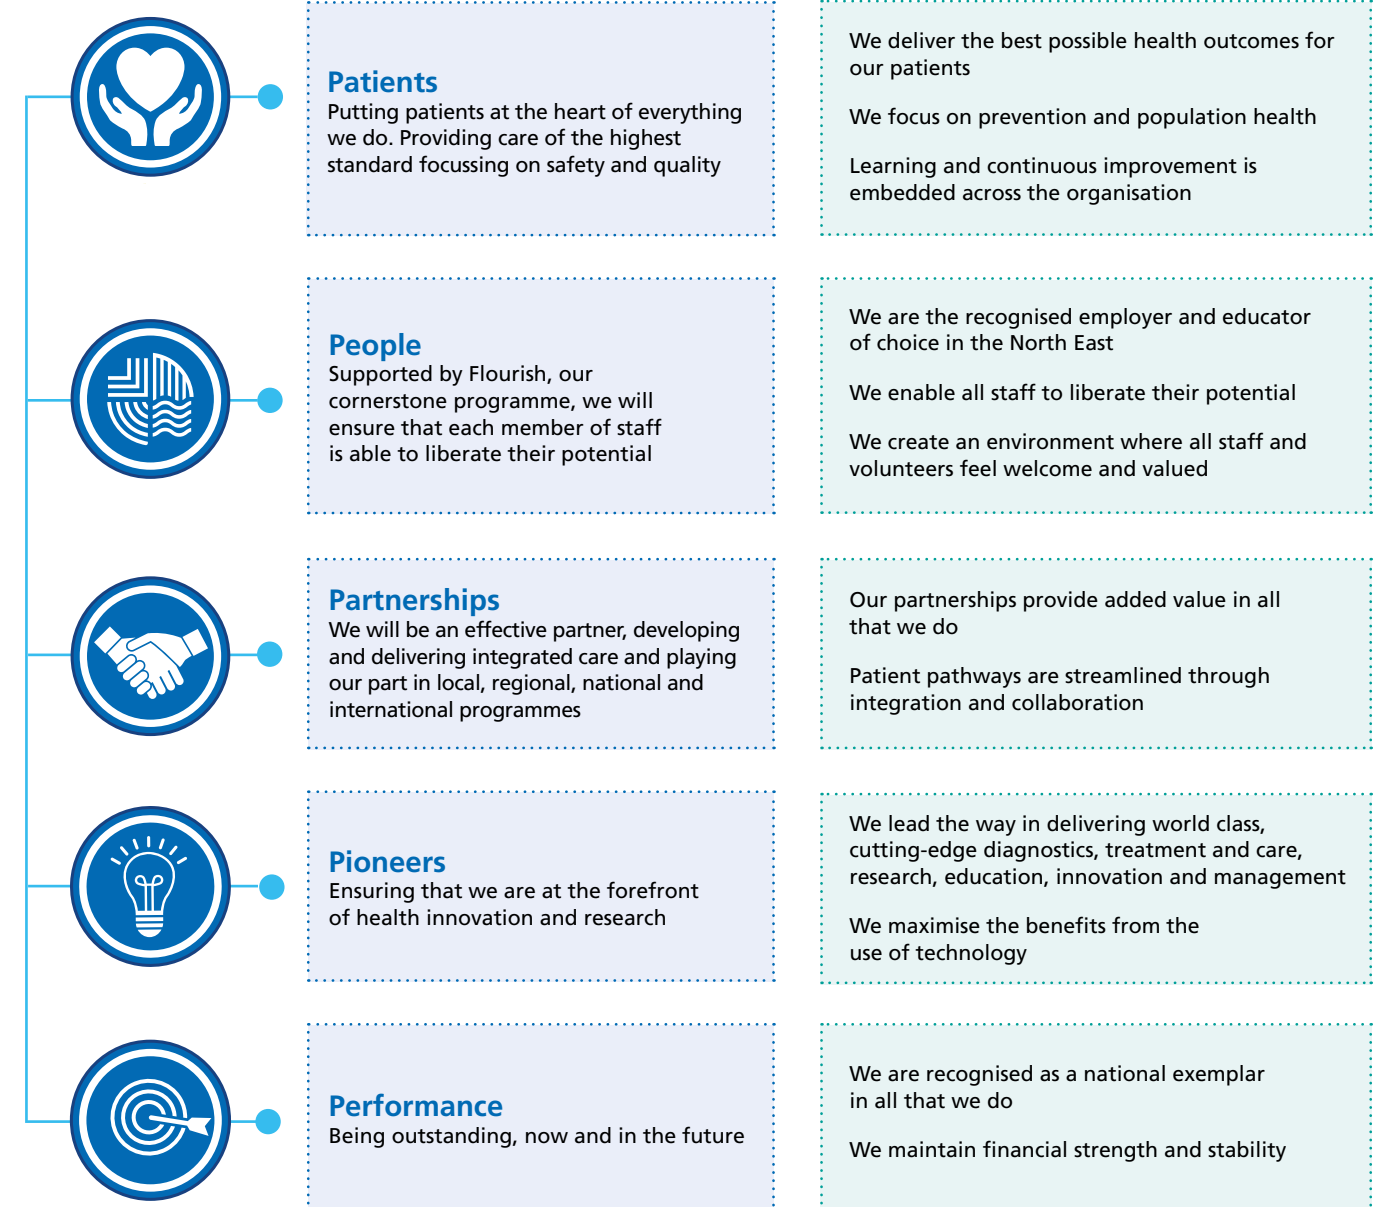 Patients
Putting patients at the heart of everything
we do. Providing care of the highest
standard focussing on safety and quality
We deliver the best possible health outcomes for
our patients
We focus on prevention and population health
Learning and continuous improvement is
embedded across the organisation
People
Supported by Flourish, our
cornerstone programme, we will
ensure that each member of staff
is able to liberate their potential
We are the recognised employer and educator
of choice in the North East
We enable all staff to liberate their potential
We create an environment where all staff and
volunteers feel welcome and valued
Partnerships
We will be an effective partner, developing
and delivering integrated care and playing
our part in local, regional, national and
international programmes
Our partnerships provide added value in all
that we do
Patient pathways are streamlined through
integration and collaboration
Pioneers
Ensuring that we are at the forefront
of health innovation and research
We lead the way in delivering world class,
cutting-edge diagnostics, treatment and care,
research, education, innovation and management
We maximise the benefits from the
use of technology
Performance
Being outstanding, now and in the future
We are recognised as a national exemplar
in all that we do
We maintain financial strength and stability